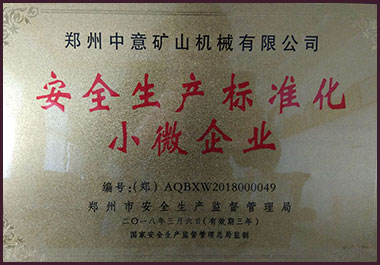 郑州中意矿山机械有限公司
安全生产标准化
小微企业
编号:(郑) AQBXW2018000049
郑州市安全生产监督管理局
二〇一八年三月六日(有效期三年)
国家安全生产监督管理总局监制